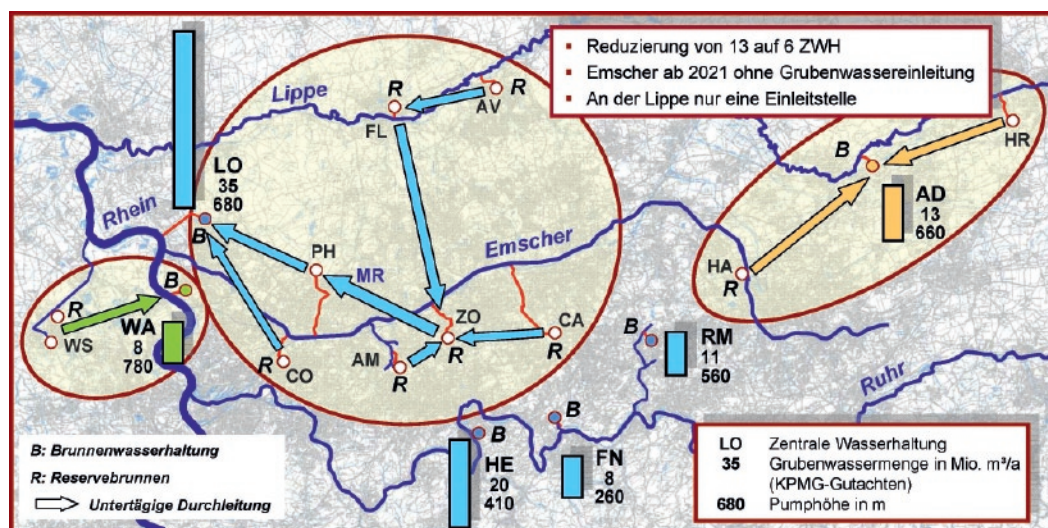 Reduzierung von 13 auf 6 ZWH
Emscher ab 2021 ohne Grubenwassereinleitung
An der Lippe nur eine Einleitstelle
Lippe
R
R
AV
FL
HR
B
LO
35
680
AD
13
660
Rhein
B
PH
MR
Emscher
HA
R
B
R
WS
WA
8
780
ZO
R
CA
R
AM
R
R
CO
B
RM
11
560
Ruhr
B
HE
20
410
B
FN
8
260
B: Brunnenwasserhaltung
R: Reservebrunnen
Untertägige Durchleitung
LO Zentrale Wasserhaltung
35 Grubenwassermenge in Mio. m³/a
(KPMG-Gutachten)
680 Pumphöhe in m